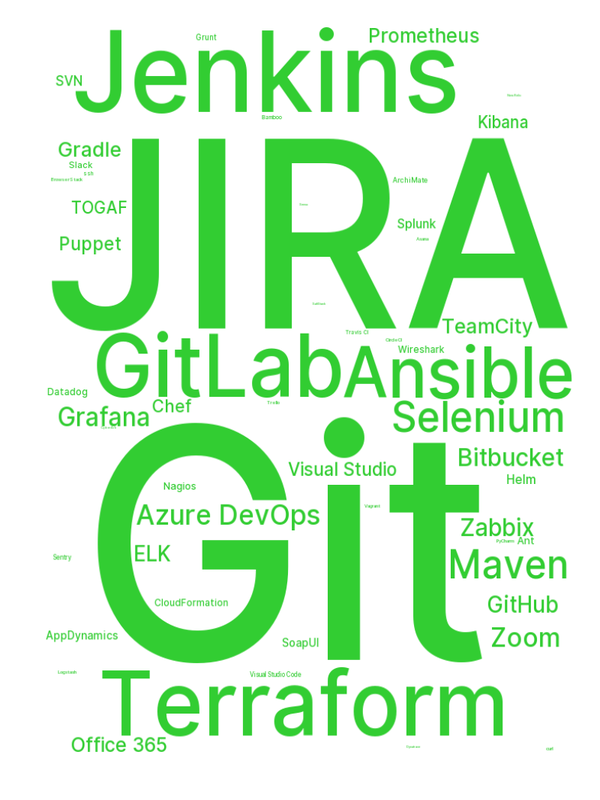 Jenkins
Grunt
Prometheus
SVN
Bamboo
Kibana
Gradle
Slack
ArchiMate
TOGAF
JIRA
Splunk
Puppet
TeamCity
Travis CI
CircleCI
GitLab
Wireshark
Ansible
Datadog
Chef
Grafana
Selenium
Git
Visual Studio
Bitbucket
Helm
Nagios
Vagrant
Azure DevOps
Zabbix
Ant
ELK
Sentry
Maven
CloudFormation
GitHub
AppDynamics
SoapUI
Zoom
Visual Studio Code
Terraform
Office 365